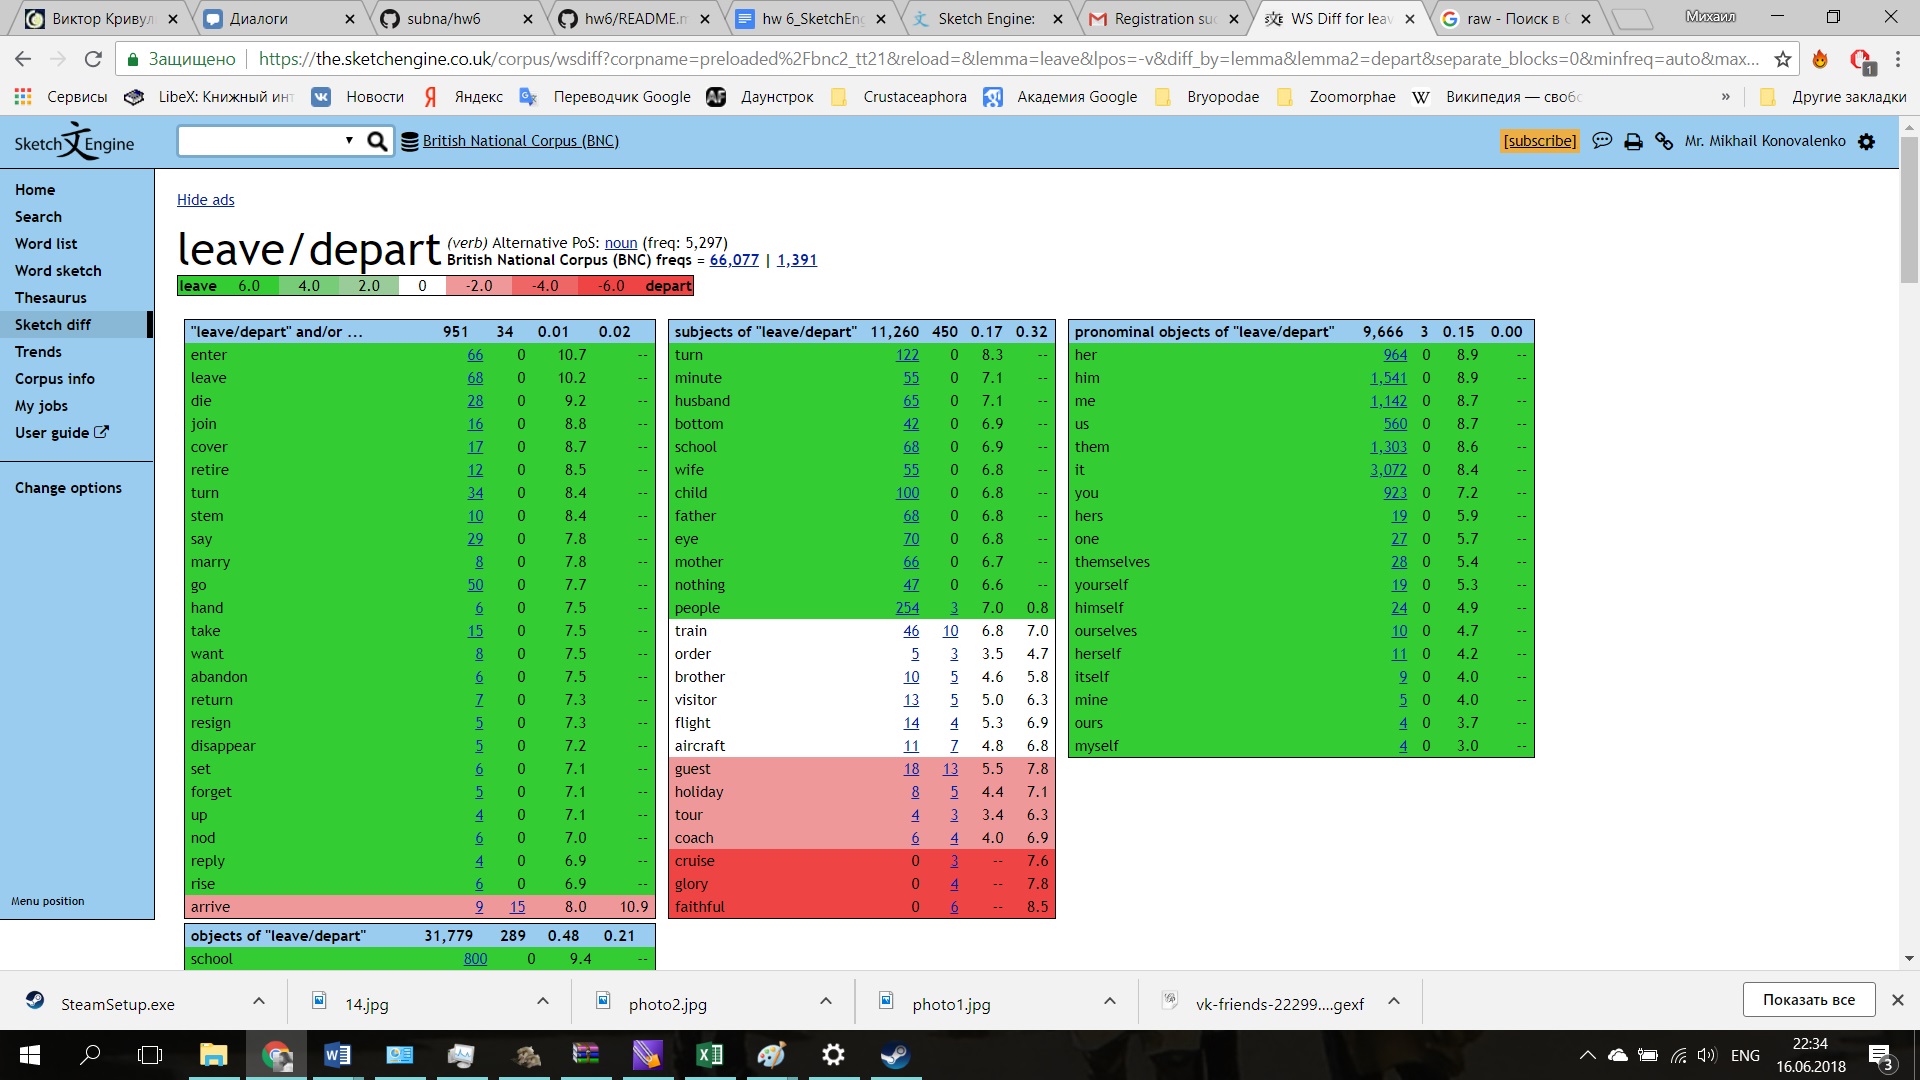 Виктор Кривул
Диалоги
subna/hw6
hw6/README.m
hw 6_SketchEng
Sketch Engine:
Registration suc
WS Diff for leav
raw - Поиск в G
Михаил
Защищено
https://the.sketchengine.co.uk/corpus/wsdiff?corpname=preloaded%2Fbnc2_tt21&reload=&lemma=leave&lpos=-v&diff_by=lemma&lemma2=depart&separate_blocks=0&minfreq=auto&max...
1
Сервисы
LibeX: Книжный инт
Новости
Яндекс
Переводчик Google
Даунстрок
Crustaceaphora
Академия Google
Bryopodae
Zoomorphae
Википедия — своб
»
Другие закладки
Sketch Engine
British National Corpus (BNC)
[subscribe]
Mr. Mikhail Konovalenko
Home
Search
Word list
Word sketch
Thesaurus
Sketch diff
Trends
Corpus info
My jobs
User guide
Change options
Menu position
Hide ads
leave/depart (verb) Alternative PoS: noun (freq: 5,297)
British National Corpus (BNC) freqs = 66,077 | 1,391
leave 6.0 4.0 2.0 0 -2.0 -4.0 -6.0 depart
"leave/depart" and/or ... 951 34 0.01 0.02
enter 66 0 10.7 --
leave 68 0 10.2 --
die 28 0 9.2 --
join 16 0 8.8 --
cover 17 0 8.7 --
retire 12 0 8.5 --
turn 34 0 8.4 --
stem 10 0 8.4 --
say 29 0 7.8 --
marry 8 0 7.8 --
go 50 0 7.7 --
hand 6 0 7.5 --
take 15 0 7.5 --
want 8 0 7.5 --
abandon 6 0 7.5 --
return 7 0 7.3 --
resign 5 0 7.3 --
disappear 5 0 7.2 --
set 6 0 7.1 --
forget 5 0 7.1 --
up 4 0 7.1 --
nod 6 0 7.0 --
reply 4 0 6.9 --
rise 6 0 6.9 --
arrive 9 15 8.0 10.9
objects of "leave/depart" 31,779 289 0.48 0.21
school 800 0 9.4 --
subjects of "leave/depart" 11,260 450 0.17 0.32
turn 122 0 8.3 --
minute 55 0 7.1 --
husband 65 0 7.1 --
bottom 42 0 6.9 --
school 68 0 6.9 --
wife 55 0 6.8 --
child 100 0 6.8 --
father 68 0 6.8 --
eye 70 0 6.8 --
mother 66 0 6.7 --
nothing 47 0 6.6 --
people 254 3 7.0 0.8
train 46 10 6.8 7.0
order 5 3 3.5 4.7
brother 10 5 4.6 5.8
visitor 13 5 5.0 6.3
flight 14 4 5.3 6.9
aircraft 11 7 4.8 6.8
guest 18 13 5.5 7.8
holiday 8 5 4.4 7.1
tour 4 3 3.4 6.3
coach 6 4 4.0 6.9
cruise 0 3 -- 7.6
glory 0 4 -- 7.8
faithful 0 6 -- 8.5
pronominal objects of "leave/depart" 9,666 3 0.15 0.00
her 964 0 8.9 --
him 1,541 0 8.9 --
me 1,142 0 8.7 --
us 560 0 8.7 --
them 1,303 0 8.6 --
it 3,072 0 8.4 --
you 923 0 7.2 --
hers 19 0 5.9 --
one 27 0 5.7 --
themselves 28 0 5.4 --
yourself 19 0 5.3 --
himself 24 0 4.9 --
ourselves 10 0 4.7 --
herself 11 0 4.2 --
itself 9 0 4.0 --
mine 5 0 4.0 --
ours 4 0 3.7 --
myself 4 0 3.0 --
SteamSetup.exe
14.jpg
photo2.jpg
photo1.jpg
vk-friends-22299....gexf
Показать все
ENG
22:34
16.06.2018
3